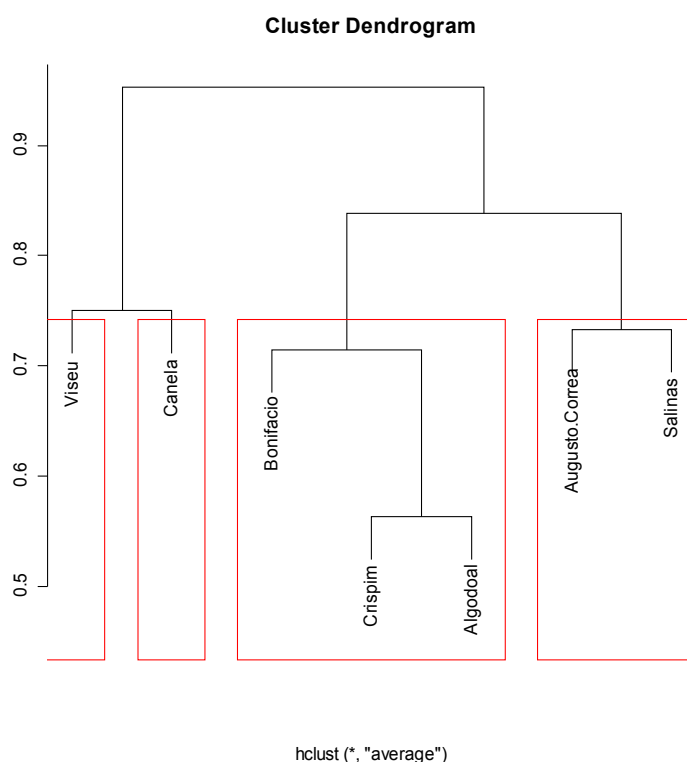 Cluster Dendrogram
0.9
0.8
0.7
0.6
0.5
Viseu
Canela
Bonifacio
Crispim
Algodoal
Augusto.Correa
Salinas
hclust (*, "average")